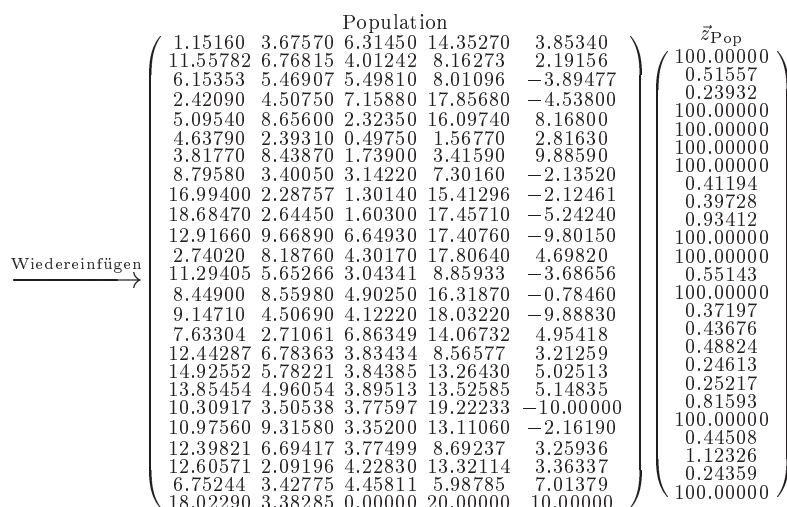 Population
z⃗Pop
1.15160 3.67570 6.31450 14.35270 3.85340 100.00000
11.55782 6.76815 4.01242 8.16273 2.19156 0.51557
6.15353 5.46907 5.49810 8.01096 −3.89477 0.23932
2.42090 4.50750 7.15880 17.85680 −4.53800 100.00000
5.09540 8.65600 2.32350 16.09740 8.16800 100.00000
4.63790 2.39310 0.49750 1.56770 2.81630 100.00000
3.81770 8.43870 1.73900 3.41590 9.88590 100.00000
8.79580 3.40050 3.14220 7.30160 −2.13520 0.41194
16.99400 2.28757 1.30140 15.41296 −2.12461 0.39728
18.68470 2.64450 1.60300 17.45710 −5.24240 0.93412
12.91660 9.66890 6.64930 17.40760 −9.80150 100.00000
2.74020 8.18760 4.30170 17.80640 4.69820 100.00000
Wiedereinfügen
11.29405 5.65266 3.04341 8.85933 −3.68656 0.55143
8.44900 8.55980 4.90250 16.31870 −0.78460 100.00000
9.14710 4.50690 4.12220 18.03220 −9.88830 0.37197
7.63304 2.71061 6.86349 14.06732 4.95418 0.43676
12.44287 6.78363 3.83434 8.56577 3.21259 0.48824
14.92552 5.78221 3.84385 13.26430 5.02513 0.24613
13.85454 4.96054 3.89513 13.52585 5.14835 0.25217
10.30917 3.50538 3.77597 19.22233 −10.00000 0.81593
10.97560 9.31580 3.35200 13.11060 −2.16190 100.00000
12.39821 6.69417 3.77499 8.69237 3.25936 0.44508
12.60571 2.09196 4.22830 13.32114 3.36337 1.12326
6.75244 3.42775 4.45811 5.98785 7.01379 0.24359
18.02290 3.38285 0.00000 20.00000 10.00000 100.00000